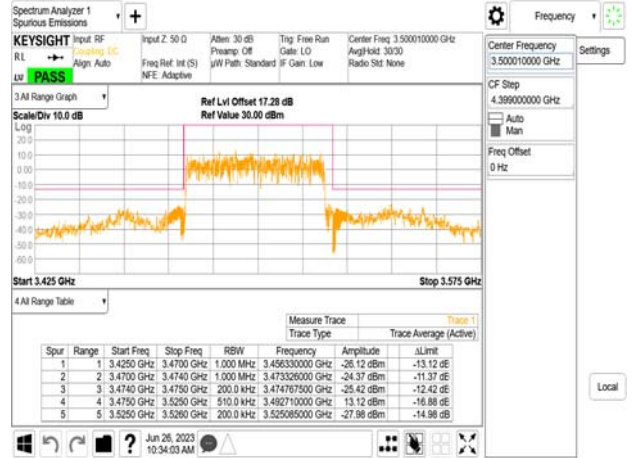 Spectrum Analyzer 1
Spurious Emissions
+
Frequency
KEYSIGHT
RL
PASS
Input: RF
Coupling: DC
Align: Auto
Input Z: 50 Ω
Freq Ref: Int (S)
NFE: Adaptive
Atten: 30 dB
Preamp: Off
µW Path: Standard
Trig: Free Run
Gate: LO
IF Gain: Low
Center Freq: 3.500010000 GHz
Avg|Hold: 30/30
Radio Std: None
Center Frequency
3.500010000 GHz
Settings
CF Step
4.399000000 GHz
Auto
Man
Freq Offset
0 Hz
3 All Range Graph
Scale/Div 10.0 dB
Ref Lvl Offset 17.28 dB
Ref Value 30.00 dBm
Log
20.0
10.0
0.00
-10.0
-20.0
-30.0
-40.0
-50.0
-60.0
Start 3.425 GHz
Stop 3.575 GHz
4 All Range Table
Measure Trace Trace 1
Trace Type Trace Average (Active)
Spur Range Start Freq Stop Freq RBW Frequency Amplitude ΔLimit
1 1 3.4250 GHz 3.4700 GHz 1.000 MHz 3.456330000 GHz -26.12 dBm -13.12 dB
2 2 3.4700 GHz 3.4740 GHz 1.000 MHz 3.473326000 GHz -24.37 dBm -11.37 dB
3 3 3.4740 GHz 3.4750 GHz 200.0 kHz 3.474767500 GHz -25.42 dBm -12.42 dB
4 4 3.4750 GHz 3.5250 GHz 510.0 kHz 3.492710000 GHz 13.12 dBm -16.88 dB
5 5 3.5250 GHz 3.5260 GHz 200.0 kHz 3.525085000 GHz -27.98 dBm -14.98 dB
Local
?
Jun 26, 2023
10:34:03 AM